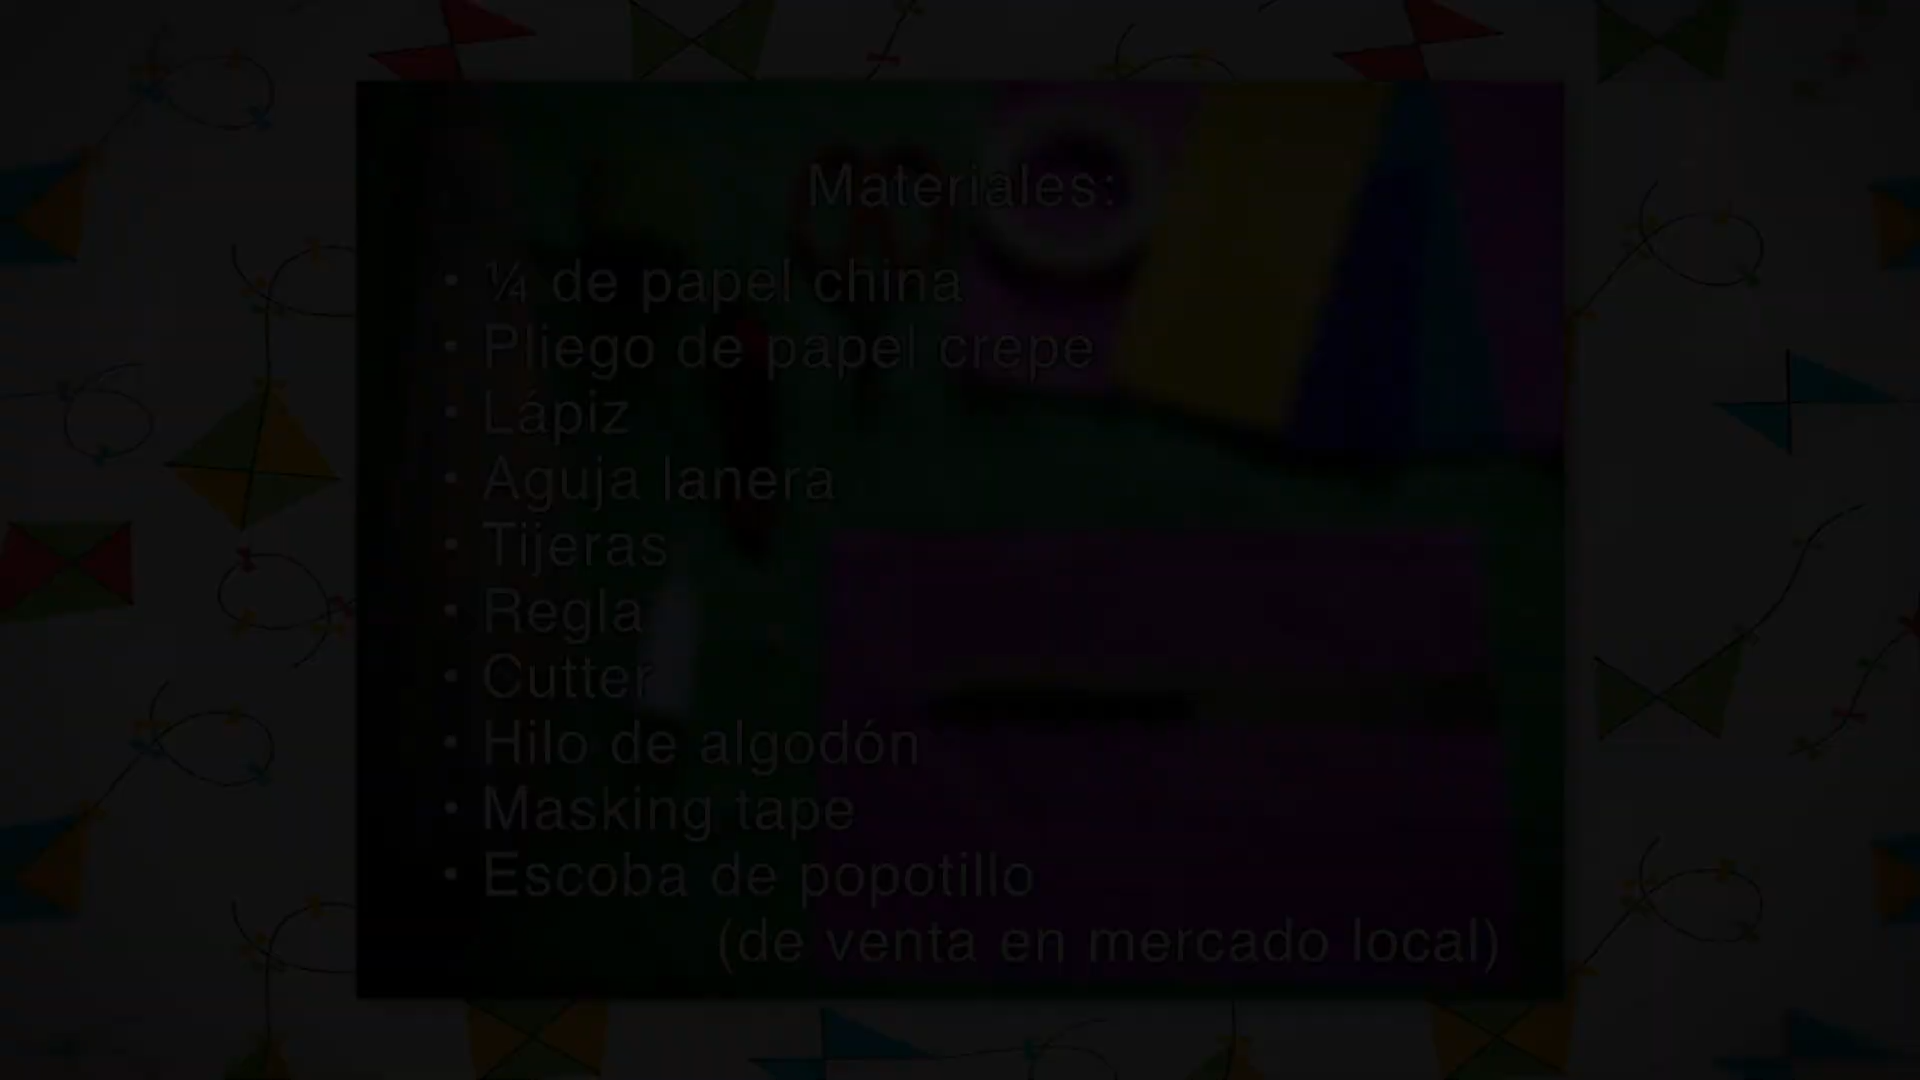 Materiales:
• ¼ de papel china
• Pliego de papel crepe
• Lápiz
• Aguja lanera
• Tijeras
• Regla
• Cutter
• Hilo de algodón
• Masking tape
• Escoba de popotillo
(de venta en mercado local)